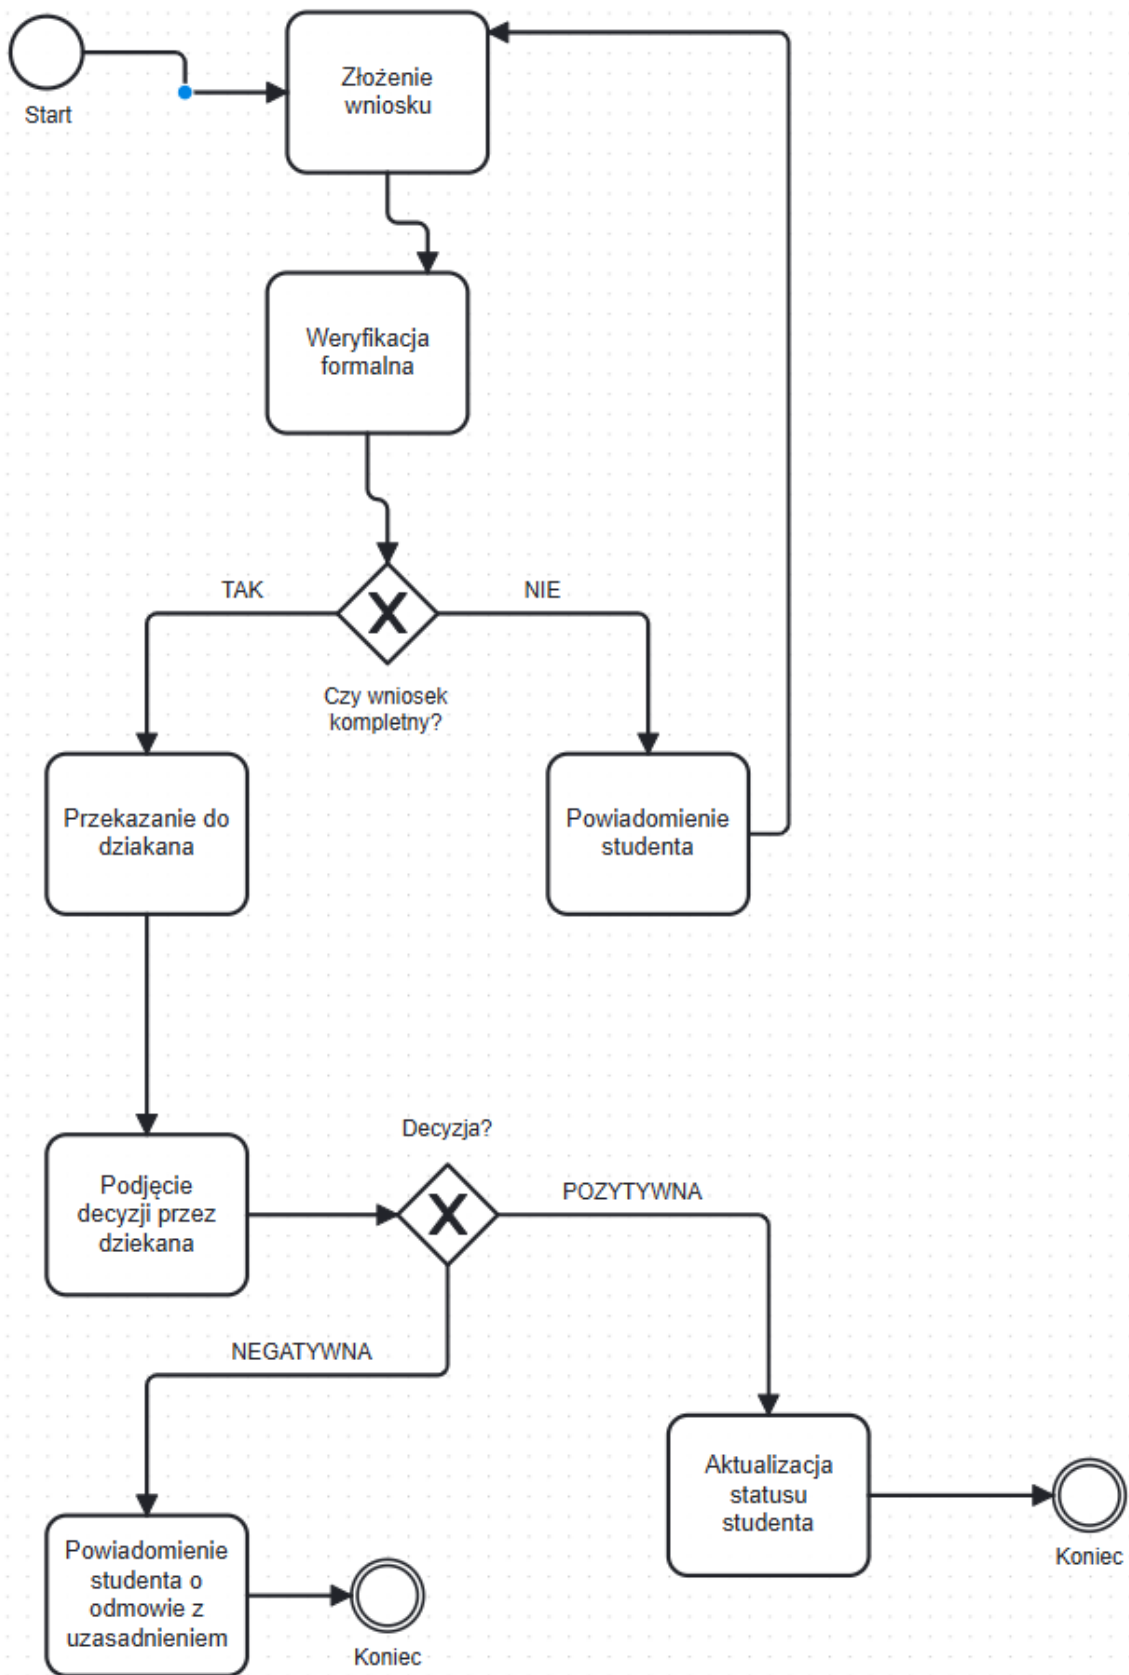 Start
Złożenie
wniosku
Weryfikacja
formalna
TAK
NIE
Czy wniosek
kompletny?
Przekazanie do
dziakana
Powiadomienie
studenta
Decyzja?
Podjęcie
decyzji przez
dziekana
POZYTYWNA
NEGATYWNA
Aktualizacja
statusu
studenta
Koniec
Powiadomienie
studenta o
odmowie z
uzasadnieniem
Koniec